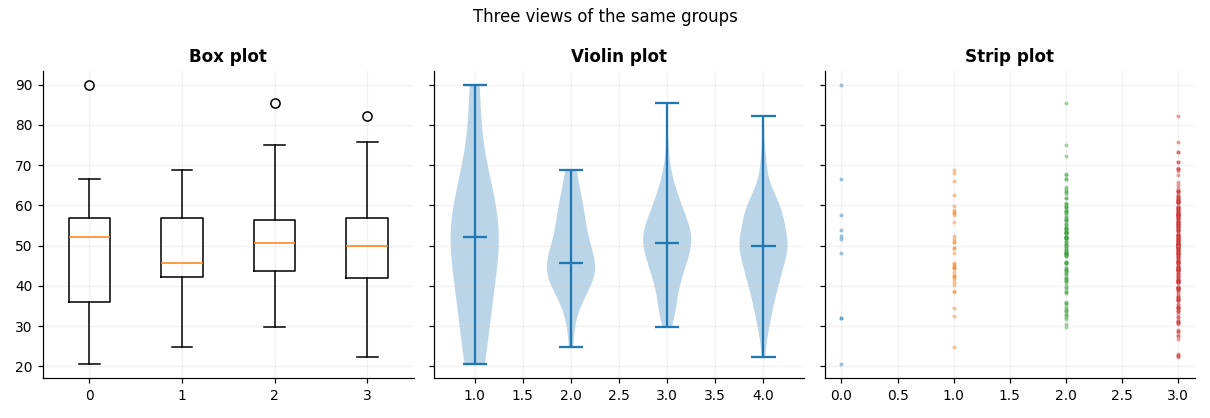 Three views of the same groups
Box plot
Violin plot
Strip plot
90
80
70
60
50
40
30
20
0 1 2 3
1.0 1.5 2.0 2.5 3.0 3.5 4.0
0.0 0.5 1.0 1.5 2.0 2.5 3.0